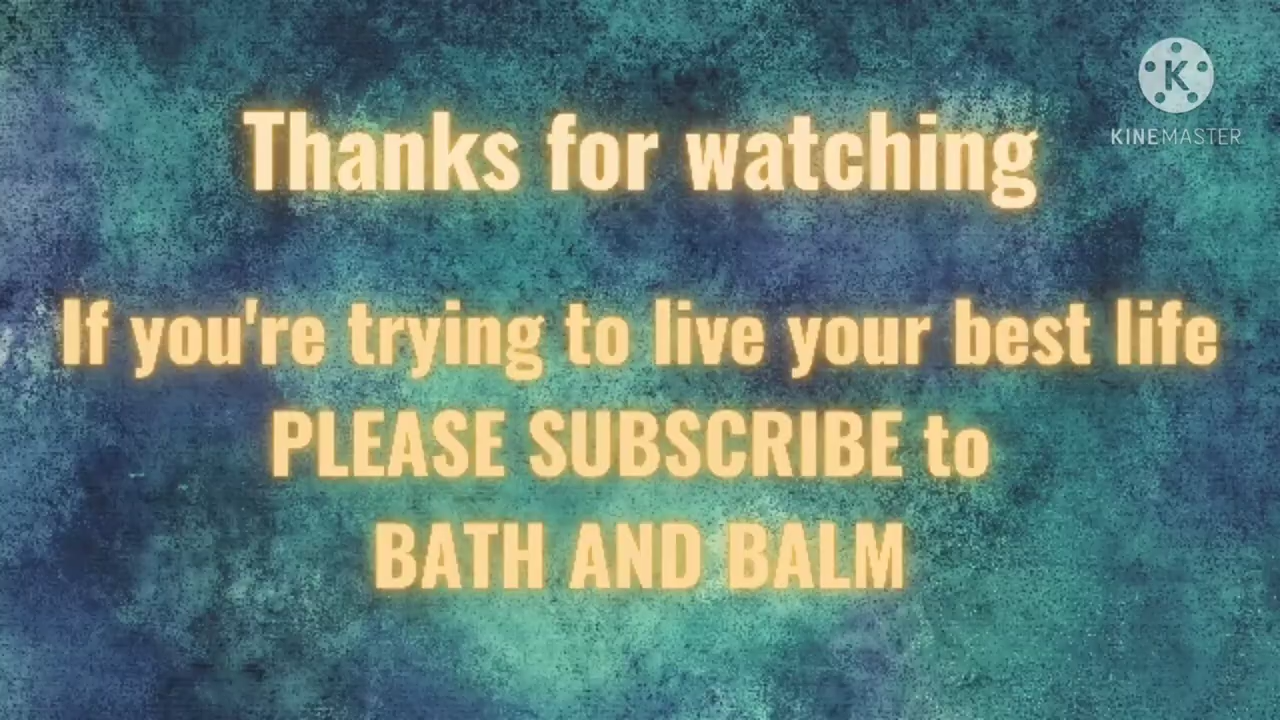 K
KINEMASTER
Thanks for watching
If you're trying to live your best life
PLEASE SUBSCRIBE to
BATH AND BALM